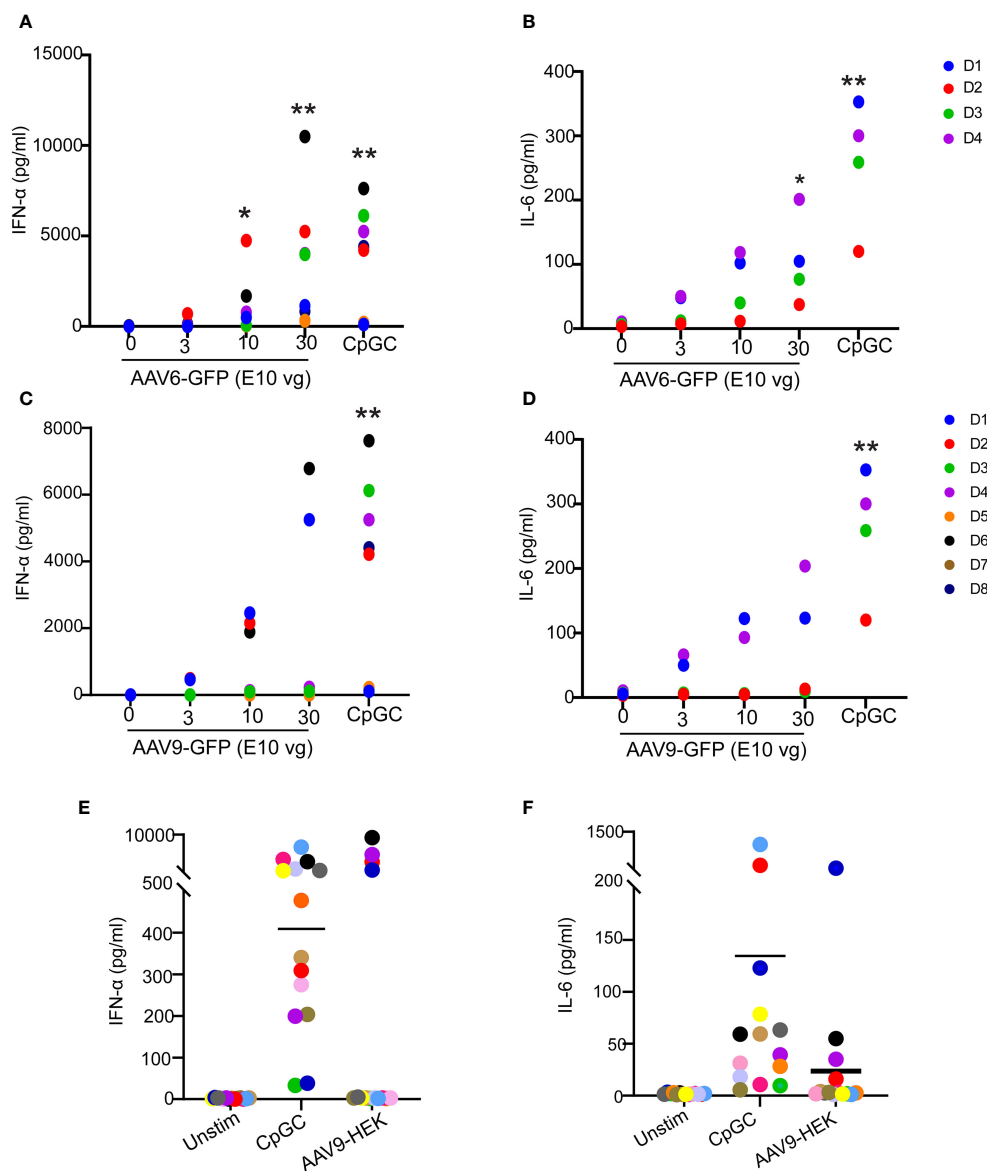 A
IFN-α (pg/ml)
15000
10000
5000
0
*
**
**
0 3 10 30 CpGC
AAV6-GFP (E10 vg)
B
IL-6 (pg/ml)
400
300
200
100
0
*
**
0 3 10 30 CpGC
AAV6-GFP (E10 vg)
D1
D2
D3
D4
C
IFN-α (pg/ml)
8000
6000
4000
2000
0
**
0 3 10 30 CpGC
AAV9-GFP (E10 vg)
D
IL-6 (pg/ml)
400
300
200
100
0
**
0 3 10 30 CpGC
AAV9-GFP (E10 vg)
D1
D2
D3
D4
D5
D6
D7
D8
E
IFN-α (pg/ml)
10000
500
400
300
200
100
0
Unstim CpGC AAV9-HEK
F
IL-6 (pg/ml)
1500
200
150
100
50
0
Unstim CpGC AAV9-HEK